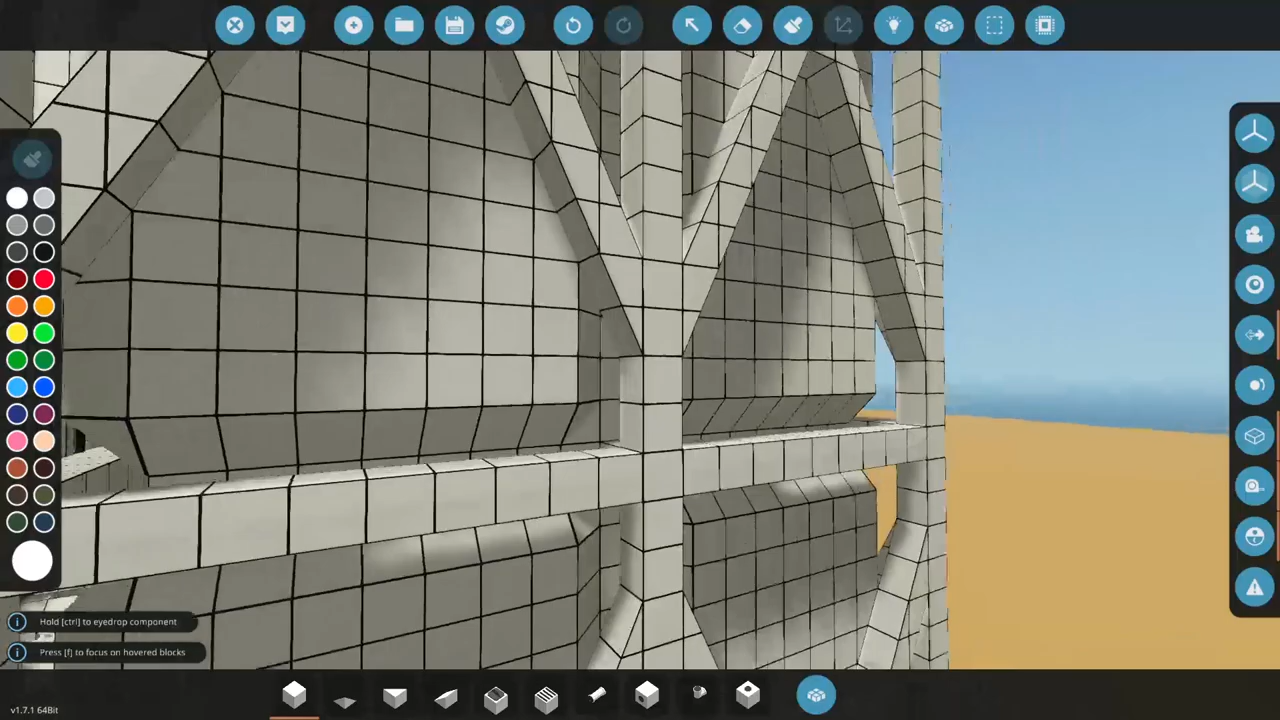 Hold [ctrl] to eyedrop component
Press [f] to focus on hovered blocks
v1.7.1 64Bit